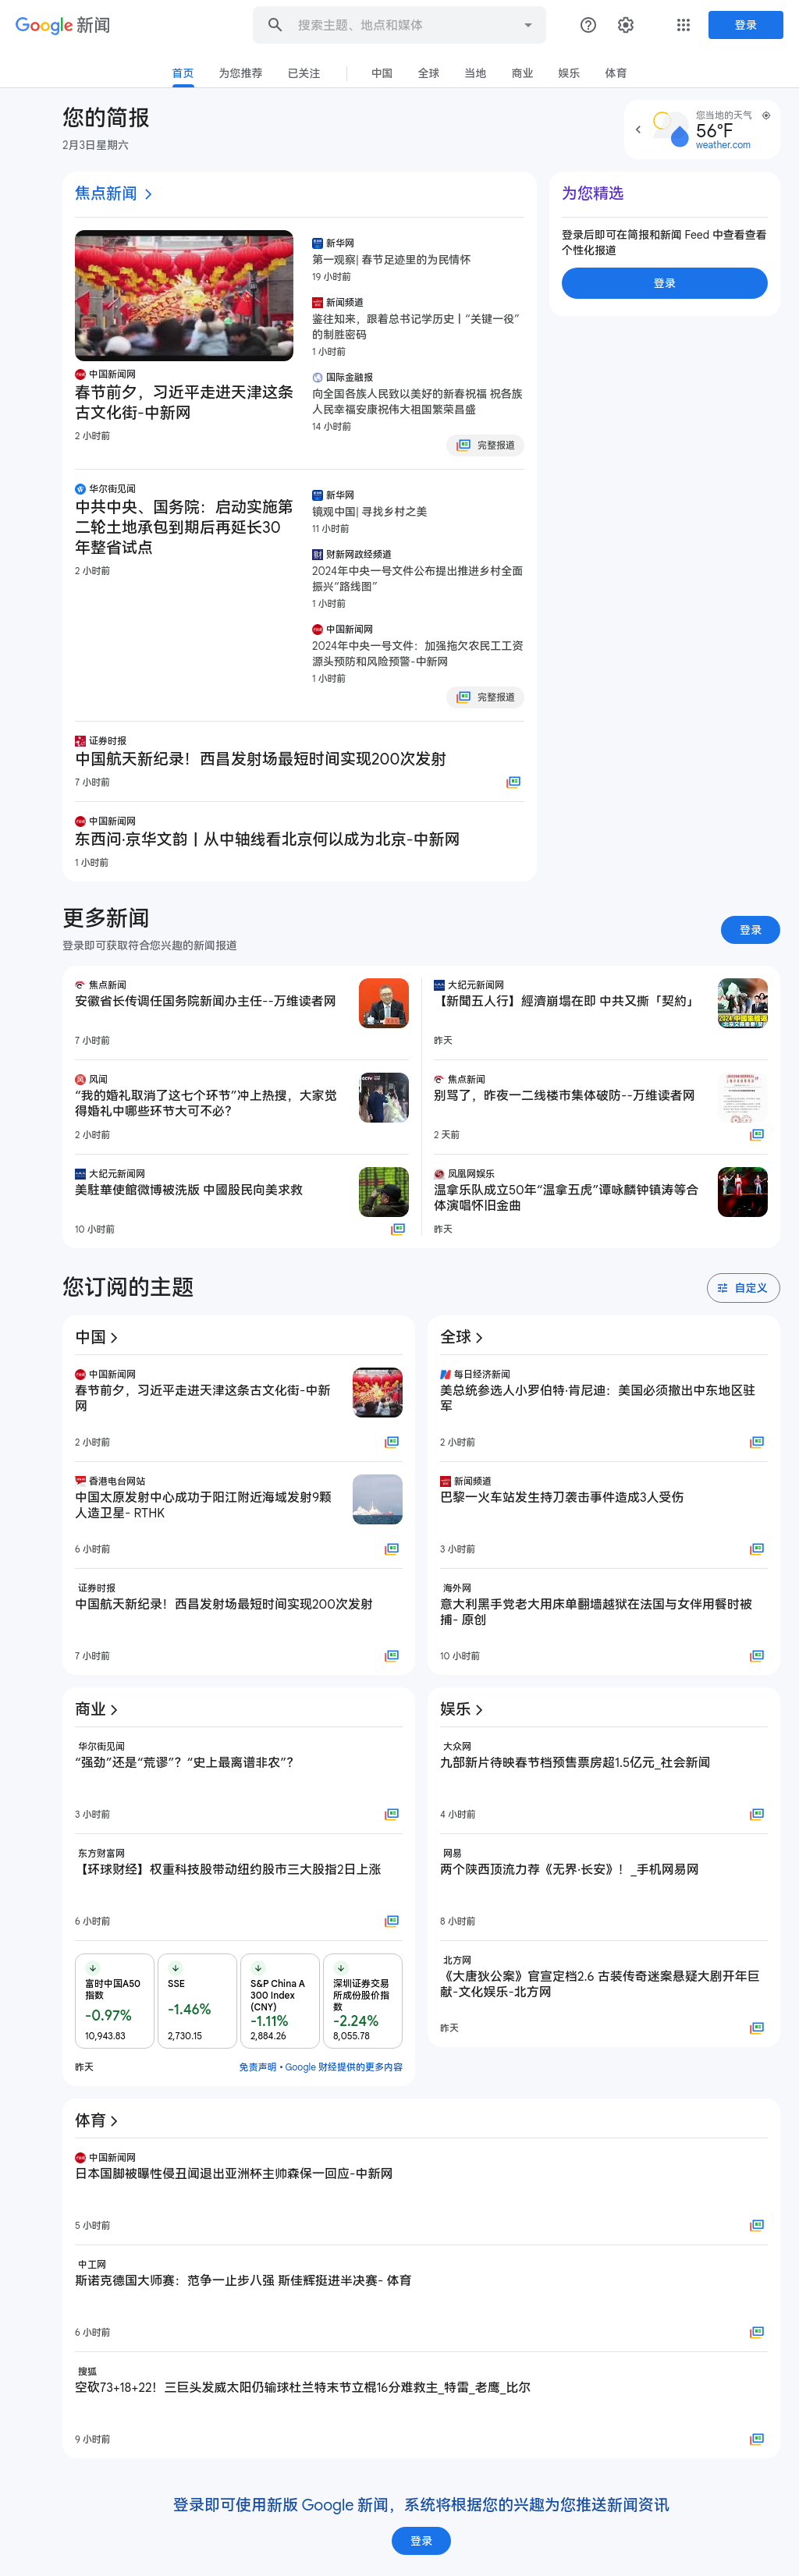 Google 新闻
搜索主题、地点和媒体
登录
首页 为您推荐 已关注 中国 全球 当地 商业 娱乐 体育
您的简报
2月3日星期六
您当地的天气
56°F
weather.com
焦点新闻
中国新闻网
春节前夕，习近平走进天津这条
古文化街-中新网
2 小时前
新华网
第一观察| 春节足迹里的为民情怀
19 小时前
新闻频道
鉴往知来，跟着总书记学历史丨“关键一役”
的制胜密码
1 小时前
国际金融报
向全国各族人民致以美好的新春祝福 祝各族
人民幸福安康祝伟大祖国繁荣昌盛
14 小时前
完整报道
华尔街见闻
中共中央、国务院：启动实施第
二轮土地承包到期后再延长30
年整省试点
2 小时前
新华网
镜观中国| 寻找乡村之美
11 小时前
财新网政经频道
2024年中央一号文件公布提出推进乡村全面
振兴“路线图”
1 小时前
中国新闻网
2024年中央一号文件：加强拖欠农民工工资
源头预防和风险预警-中新网
1 小时前
完整报道
证券时报
中国航天新纪录！西昌发射场最短时间实现200次发射
7 小时前
中国新闻网
东西问·京华文韵丨从中轴线看北京何以成为北京-中新网
1 小时前
为您精选
登录后即可在简报和新闻 Feed 中查看查看
个性化报道
登录
更多新闻
登录即可获取符合您兴趣的新闻报道
登录
焦点新闻
安徽省长传调任国务院新闻办主任--万维读者网
7 小时前
大纪元新闻网
【新聞五人行】經濟崩塌在即 中共又撕「契約」
昨天
风闻
“我的婚礼取消了这七个环节”冲上热搜，大家觉
得婚礼中哪些环节大可不必？
2 小时前
焦点新闻
别骂了，昨夜一二线楼市集体破防--万维读者网
2 天前
大纪元新闻网
美駐華使館微博被洗版 中國股民向美求救
10 小时前
凤凰网娱乐
温拿乐队成立50年“温拿五虎”谭咏麟钟镇涛等合
体演唱怀旧金曲
昨天
您订阅的主题
自定义
中国
中国新闻网
春节前夕，习近平走进天津这条古文化街-中新
网
2 小时前
香港电台网站
中国太原发射中心成功于阳江附近海域发射9颗
人造卫星- RTHK
6 小时前
证券时报
中国航天新纪录！西昌发射场最短时间实现200次发射
7 小时前
全球
每日经济新闻
美总统参选人小罗伯特·肯尼迪：美国必须撤出中东地区驻
军
2 小时前
新闻频道
巴黎一火车站发生持刀袭击事件造成3人受伤
3 小时前
海外网
意大利黑手党老大用床单翻墙越狱在法国与女伴用餐时被
捕- 原创
10 小时前
商业
华尔街见闻
“强劲”还是“荒谬”？“史上最离谱非农”？
3 小时前
东方财富网
【环球财经】权重科技股带动纽约股市三大股指2日上涨
6 小时前
富时中国A50
指数
-0.97%
10,943.83
SSE
-1.46%
2,730.15
S&P China A
300 Index
(CNY)
-1.11%
2,884.26
深圳证券交易
所成份股价指
数
-2.24%
8,055.78
昨天
免责声明 • Google 财经提供的更多内容
娱乐
大众网
九部新片待映春节档预售票房超1.5亿元_社会新闻
4 小时前
网易
两个陕西顶流力荐《无界·长安》！_手机网易网
8 小时前
北方网
《大唐狄公案》官宣定档2.6 古装传奇迷案悬疑大剧开年巨
献-文化娱乐-北方网
昨天
体育
中国新闻网
日本国脚被曝性侵丑闻退出亚洲杯主帅森保一回应-中新网
5 小时前
中工网
斯诺克德国大师赛：范争一止步八强 斯佳辉挺进半决赛- 体育
6 小时前
搜狐
空砍73+18+22！三巨头发威太阳仍输球杜兰特末节立棍16分难救主_特雷_老鹰_比尔
9 小时前
登录即可使用新版 Google 新闻，系统将根据您的兴趣为您推送新闻资讯
登录